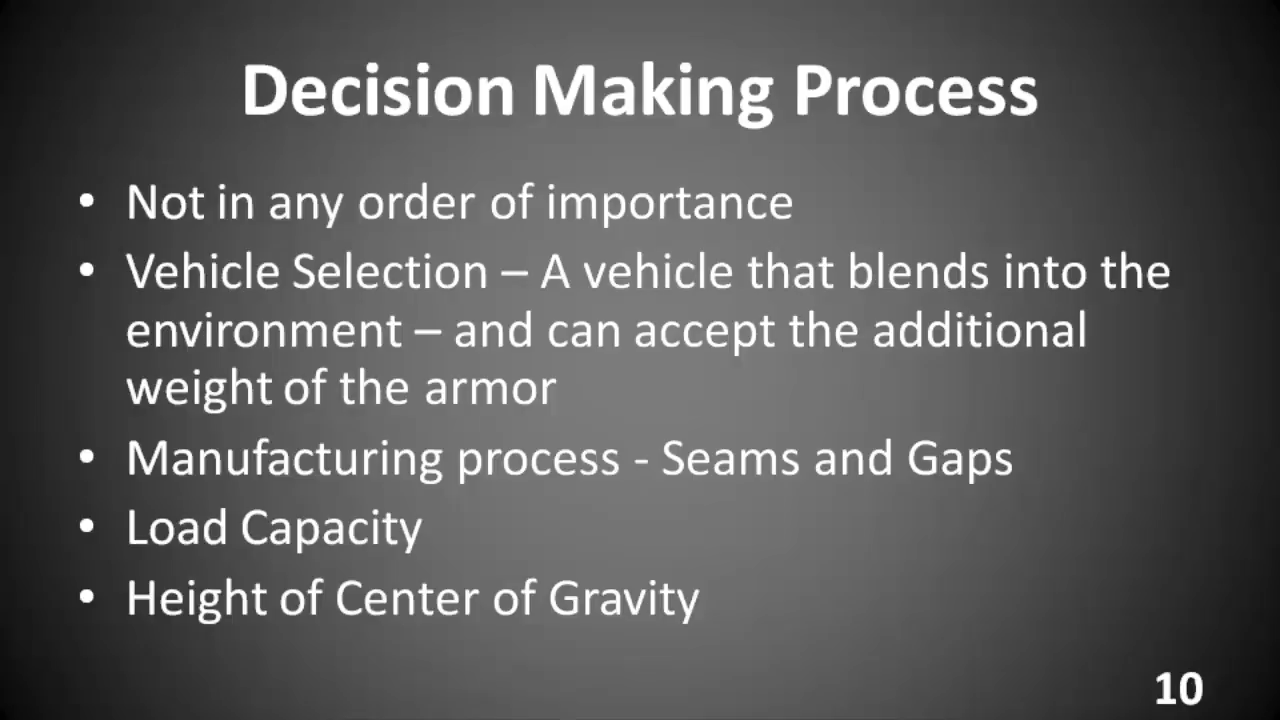 Decision Making Process
• Not in any order of importance
• Vehicle Selection – A vehicle that blends into the
environment – and can accept the additional
weight of the armor
• Manufacturing process - Seams and Gaps
• Load Capacity
• Height of Center of Gravity
10